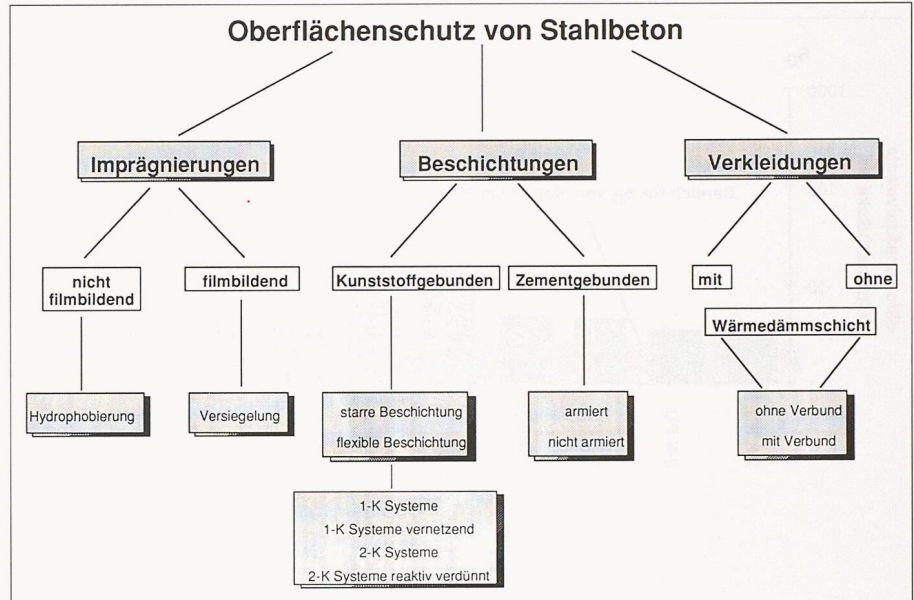 Oberflächenschutz von Stahlbeton
Imprägnierungen
Beschichtungen
Verkleidungen
nicht
filmbildend
filmbildend
Kunststoffgebunden
Zementgebunden
mit
ohne
Wärmedämmschicht
Hydrophobierung
Versiegelung
starre Beschichtung
flexible Beschichtung
armiert
nicht armiert
ohne Verbund
mit Verbund
1-K Systeme
1-K Systeme vernetzend
2-K Systeme
2-K Systeme reaktiv verdünnt